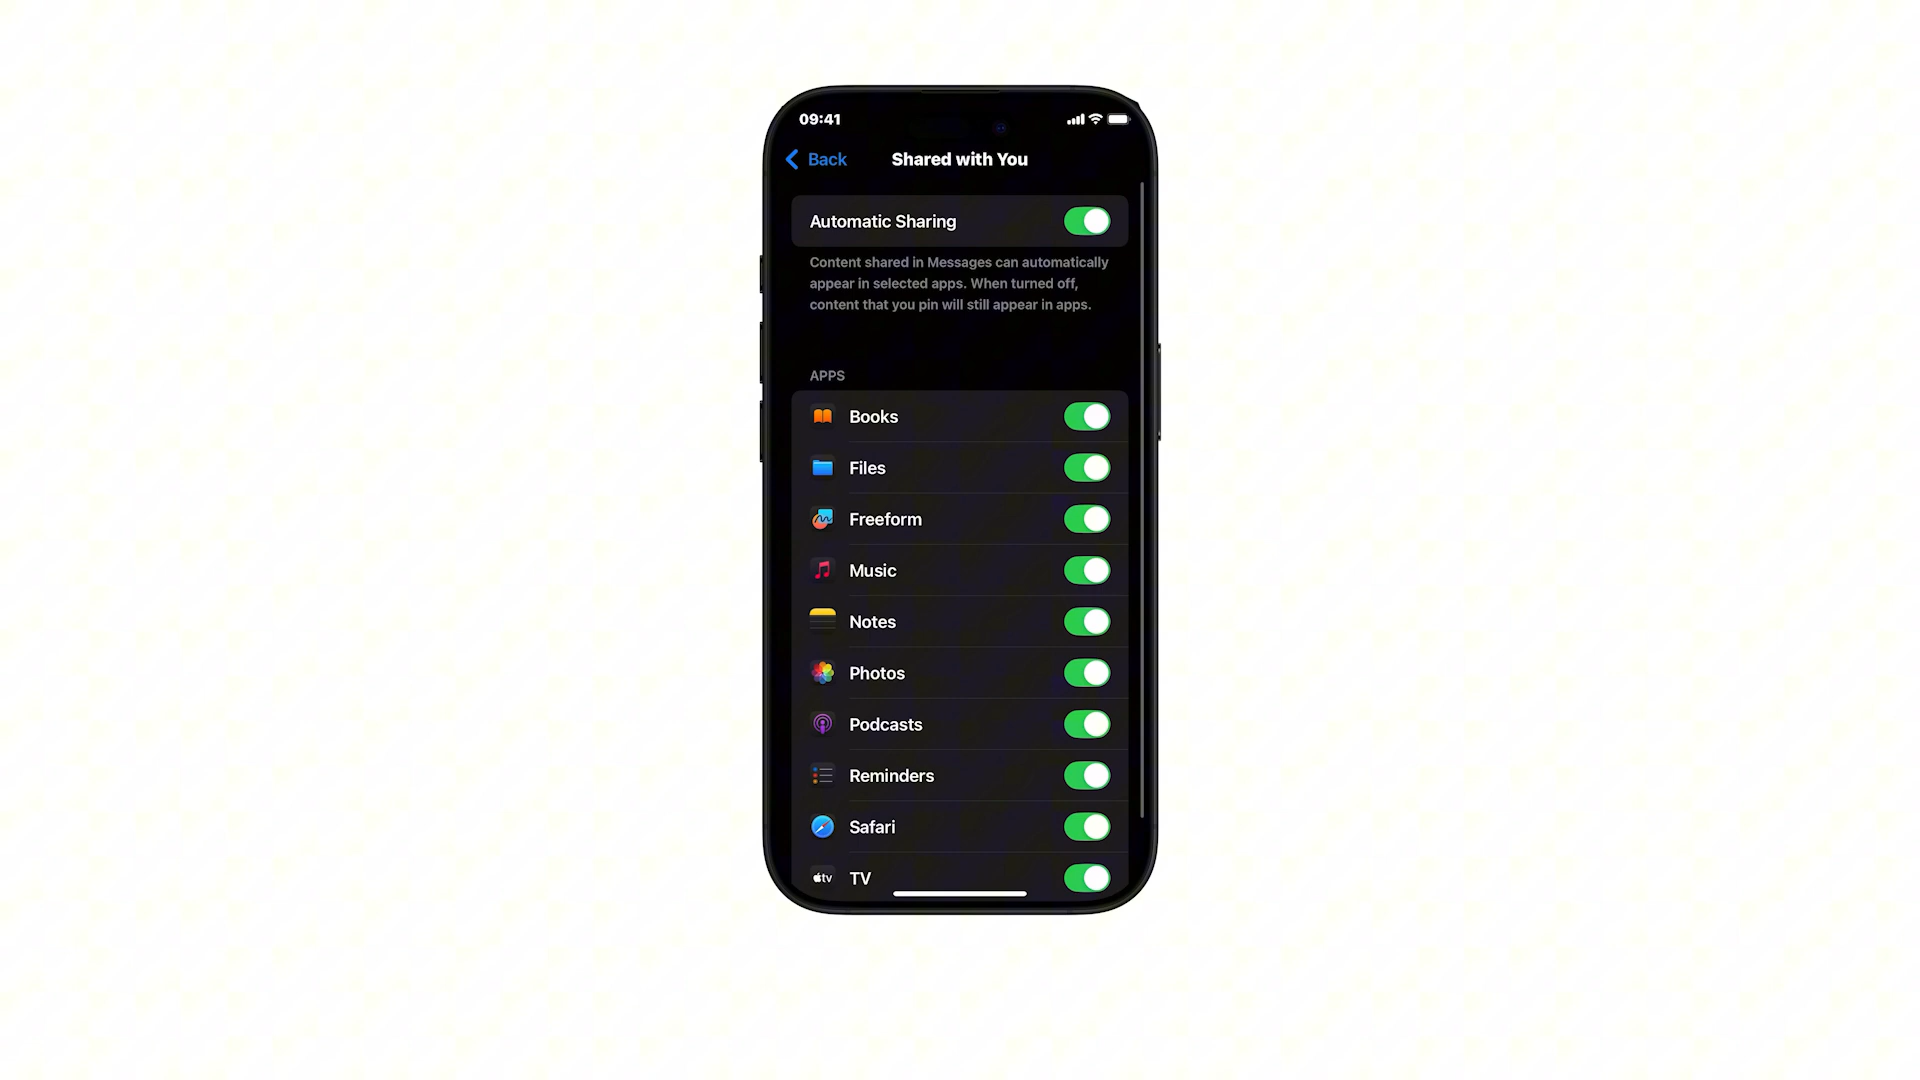 09:41
Back
Shared with You
Automatic Sharing
Content shared in Messages can automatically
appear in selected apps. When turned off,
content that you pin will still appear in apps.
APPS
Books
Files
Freeform
Music
Notes
Photos
Podcasts
Reminders
Safari
tv TV